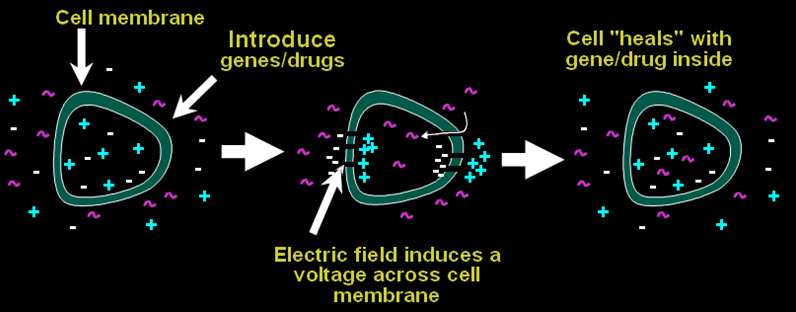 Cell membrane
Introduce
genes/drugs
Electric field induces a
voltage across cell
membrane
Cell "heals" with
gene/drug inside